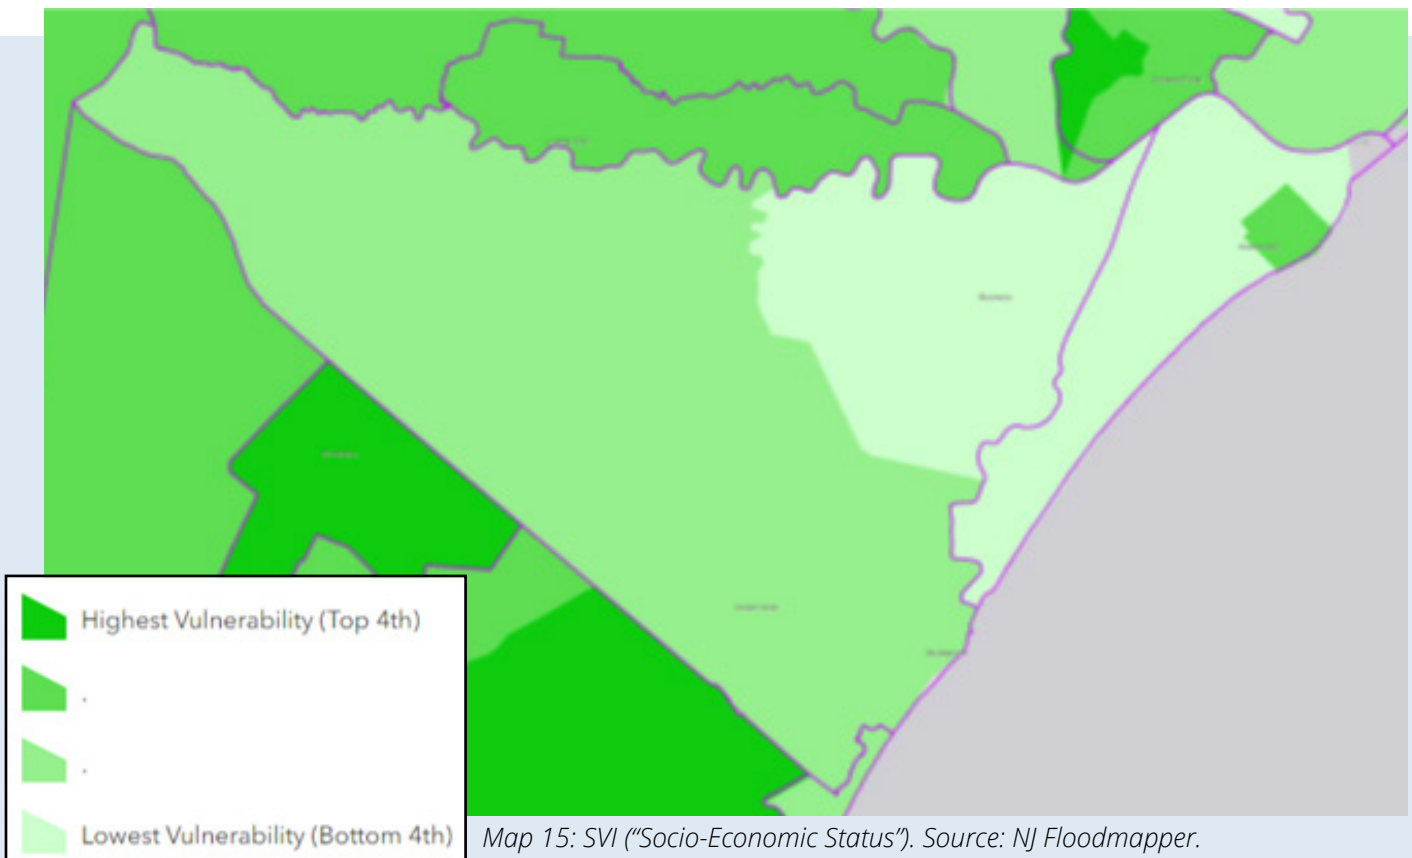 Highest Vulnerability (Top 4th)
.
.
Lowest Vulnerability (Bottom 4th)
Map 15: SVI (“Socio-Economic Status”). Source: NJ Floodmapper.